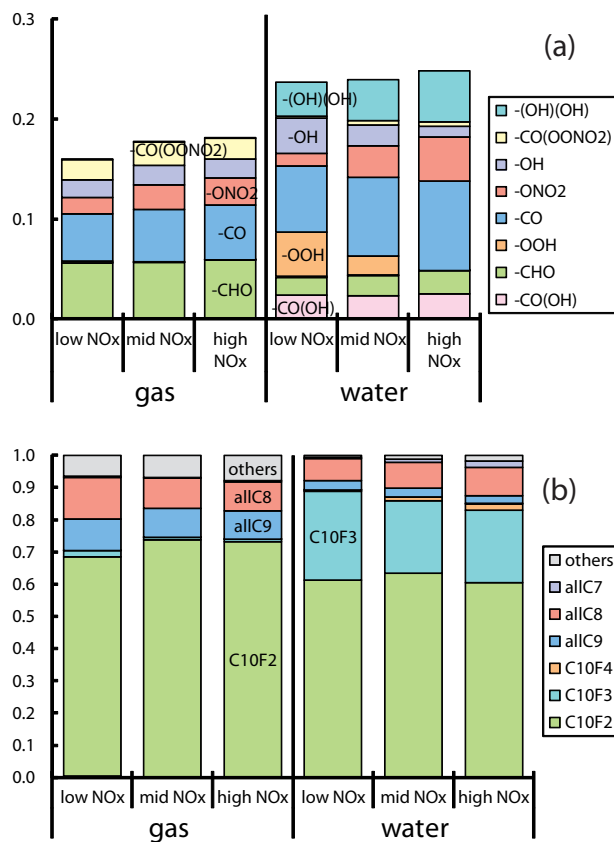 0.3
0.2
0.1
0.0
(a)
-(OH)(OH)
-CO(OONO2)
-OH
-ONO2
-CO
-CHO
-OOH
-CO(OH)
-(OH)(OH)
-CO(OONO2)
-OH
-ONO2
-CO
-OOH
-CHO
-CO(OH)
low NOx mid NOx high NOx low NOx mid NOx high NOx
gas water
1.0
0.9
0.8
0.7
0.6
0.5
0.4
0.3
0.2
0.1
0.0
(b)
others
allC8
allC9
C10F2
C10F3
others
allC7
allC8
allC9
C10F4
C10F3
C10F2
low NOx mid NOx high NOx low NOx mid NOx high NOx
gas water